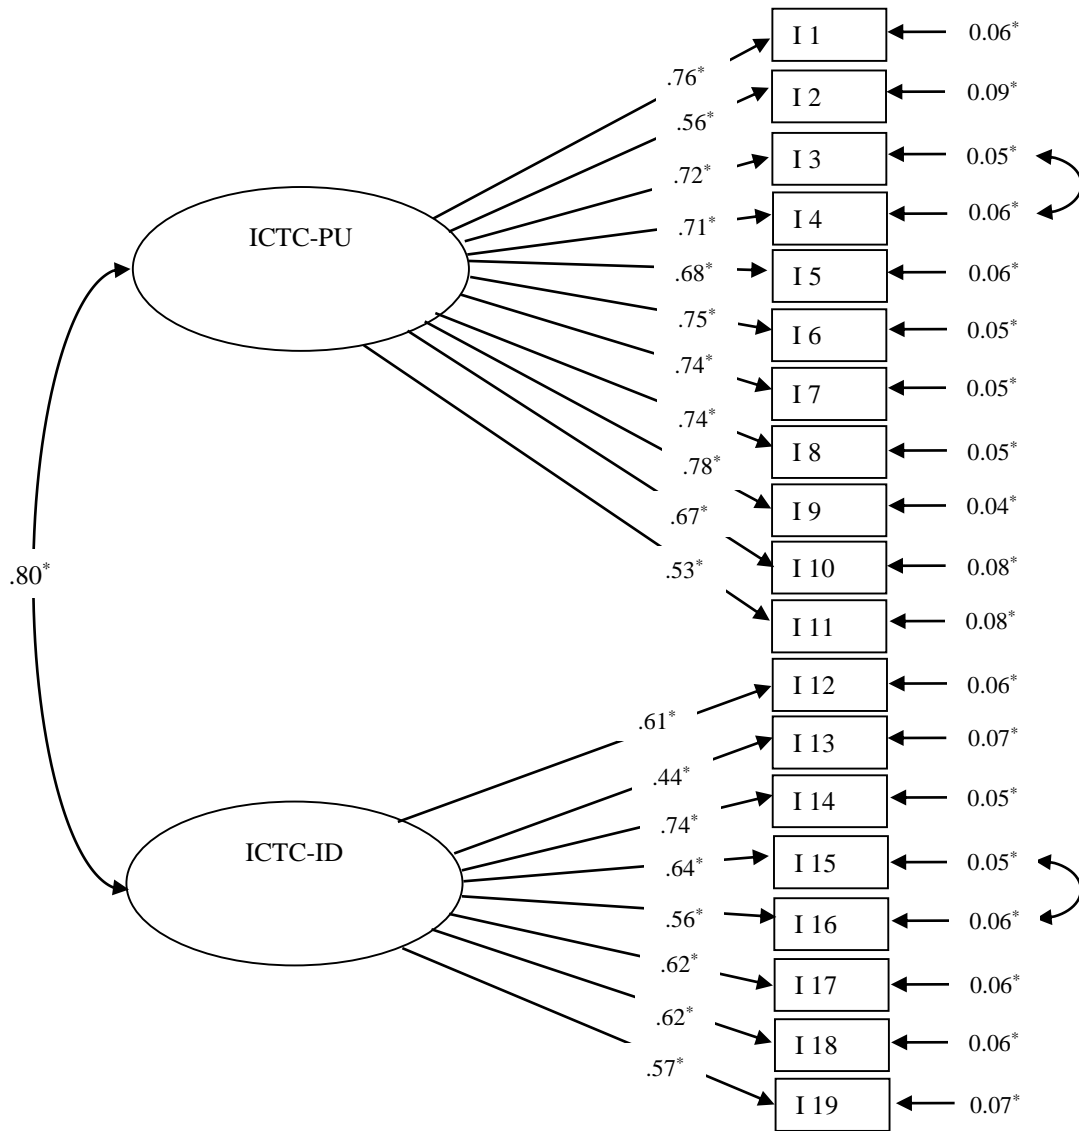 I 1 0.06*
.76*
I 2 0.09*
.56*
I 3 0.05*
.72*
I 4 0.06*
.71*
ICTC-PU
.68* I 5 0.06*
.75* I 6 0.05*
.74* I 7 0.05*
.74* I 8 0.05*
.78* I 9 0.04*
.67* I 10 0.08*
.53*
.80*
I 11 0.08*
I 12 0.06*
.61*
I 13 0.07*
.44*
I 14 0.05*
.74*
ICTC-ID
.64* I 15 0.05*
.56* I 16 0.06*
.62* I 17 0.06*
.62* I 18 0.06*
.57* I 19 0.07*